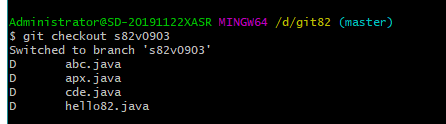 Administrator@SD-20191122XASR MINGW64 /d/git82 (master)
$ git checkout s82v0903
Switched to branch 's82v0903'
D       abc.java
D       apx.java
D       cde.java
D       hello82.java